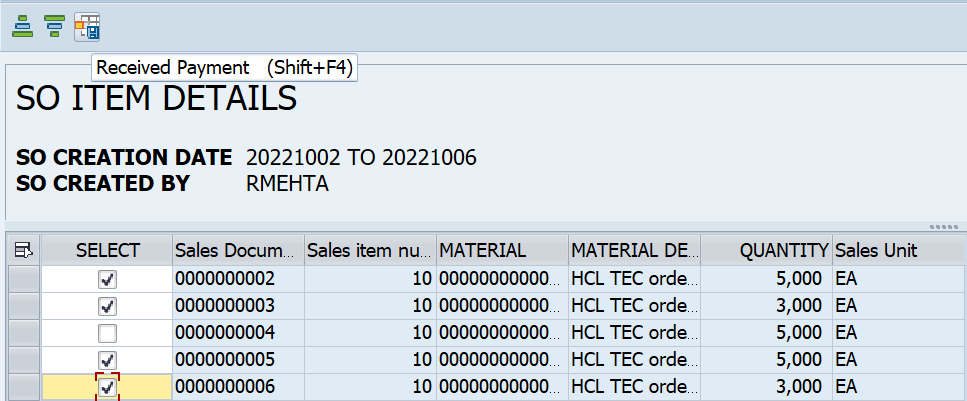 Received Payment (Shift+F4)
SO ITEM DETAILS
SO CREATION DATE 20221002 TO 20221006
SO CREATED BY RMEHTA
SELECT Sales Docum... Sales item nu... MATERIAL MATERIAL DE... QUANTITY Sales Unit
0000000002 10 00000000000... HCL TEC orde... 5,000 EA
0000000003 10 00000000000... HCL TEC orde... 3,000 EA
0000000004 10 00000000000... HCL TEC orde... 5,000 EA
0000000005 10 00000000000... HCL TEC orde... 5,000 EA
0000000006 10 00000000000... HCL TEC orde... 3,000 EA